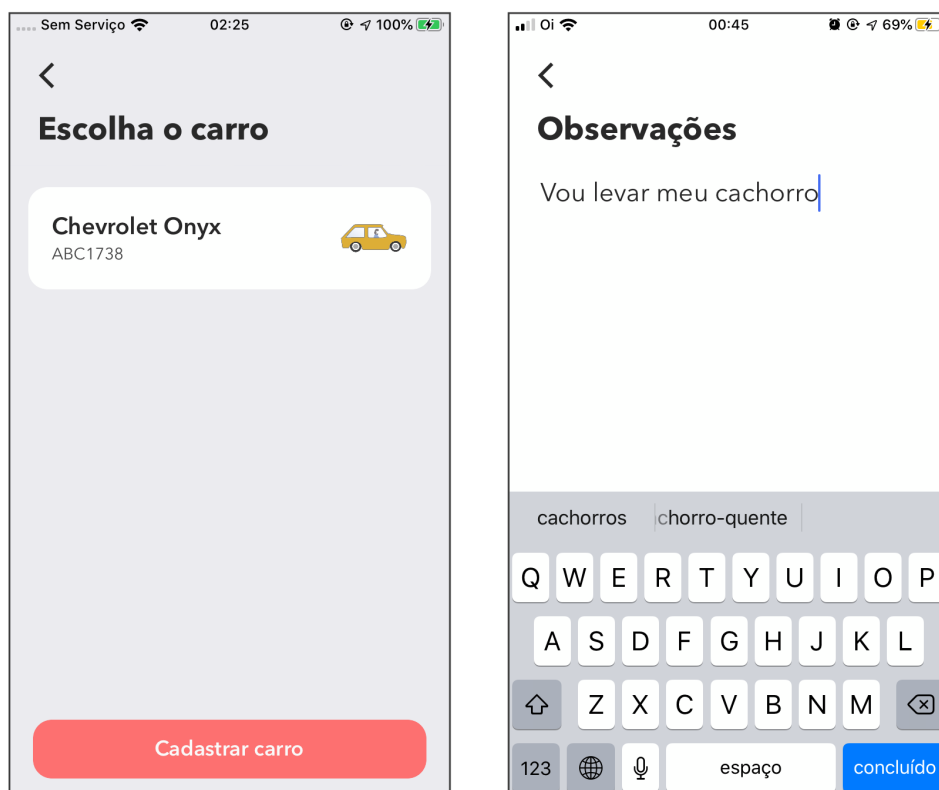 Sem Serviço 02:25 100%
Escolha o carro
Chevrolet Onyx
ABC1738
Cadastrar carro
Oi 00:45 69%
Observações
Vou levar meu cachorro
cachorros chorro-quente
Q W E R T Y U I O P
A S D F G H J K L
Z X C V B N M
123 espaço concluído